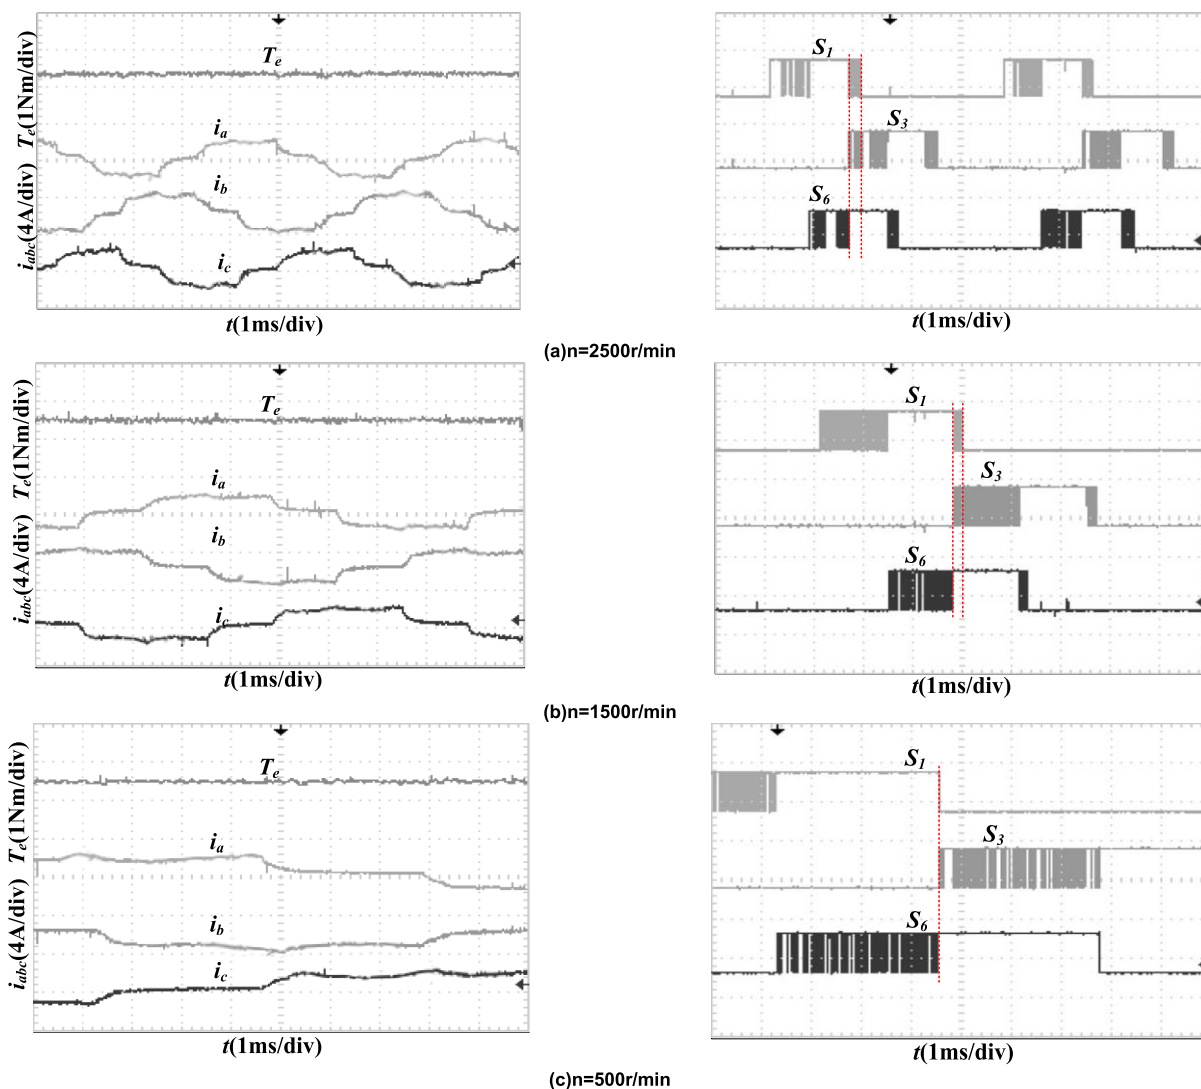 T_e(1Nm/div)
i_abc(4A/div)
T_e
i_a
i_b
i_c
t(1ms/div)
S_1
S_3
S_6
t(1ms/div)
(a)n=2500r/min
T_e(1Nm/div)
i_abc(4A/div)
T_e
i_a
i_b
i_c
t(1ms/div)
S_1
S_3
S_6
t(1ms/div)
(b)n=1500r/min
T_e(1Nm/div)
i_abc(4A/div)
T_e
i_a
i_b
i_c
t(1ms/div)
S_1
S_3
S_6
t(1ms/div)
(c)n=500r/min